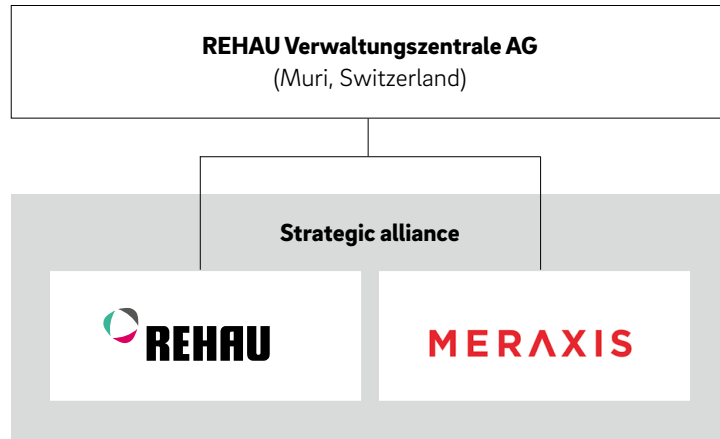 REHAU Verwaltungszentrale AG
(Muri, Switzerland)
Strategic alliance
REHAU
MERAXIS